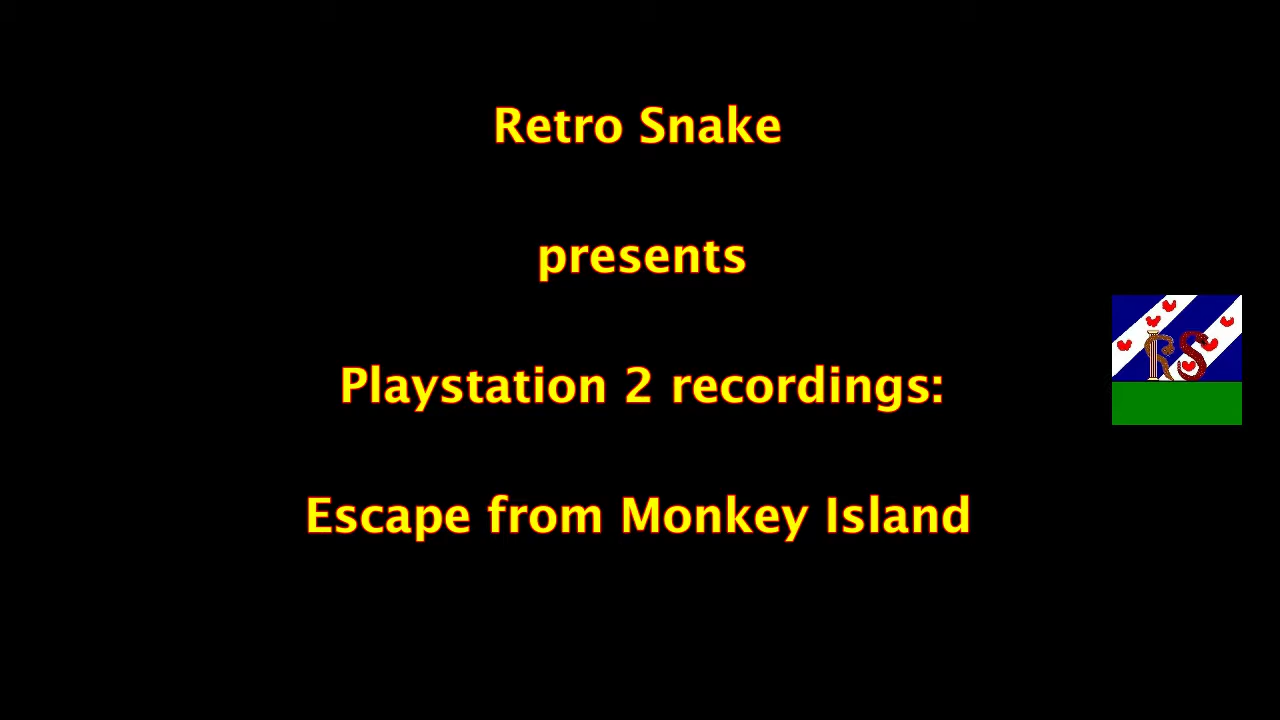 Retro Snake
presents
Playstation 2 recordings:
Escape from Monkey Island
RS